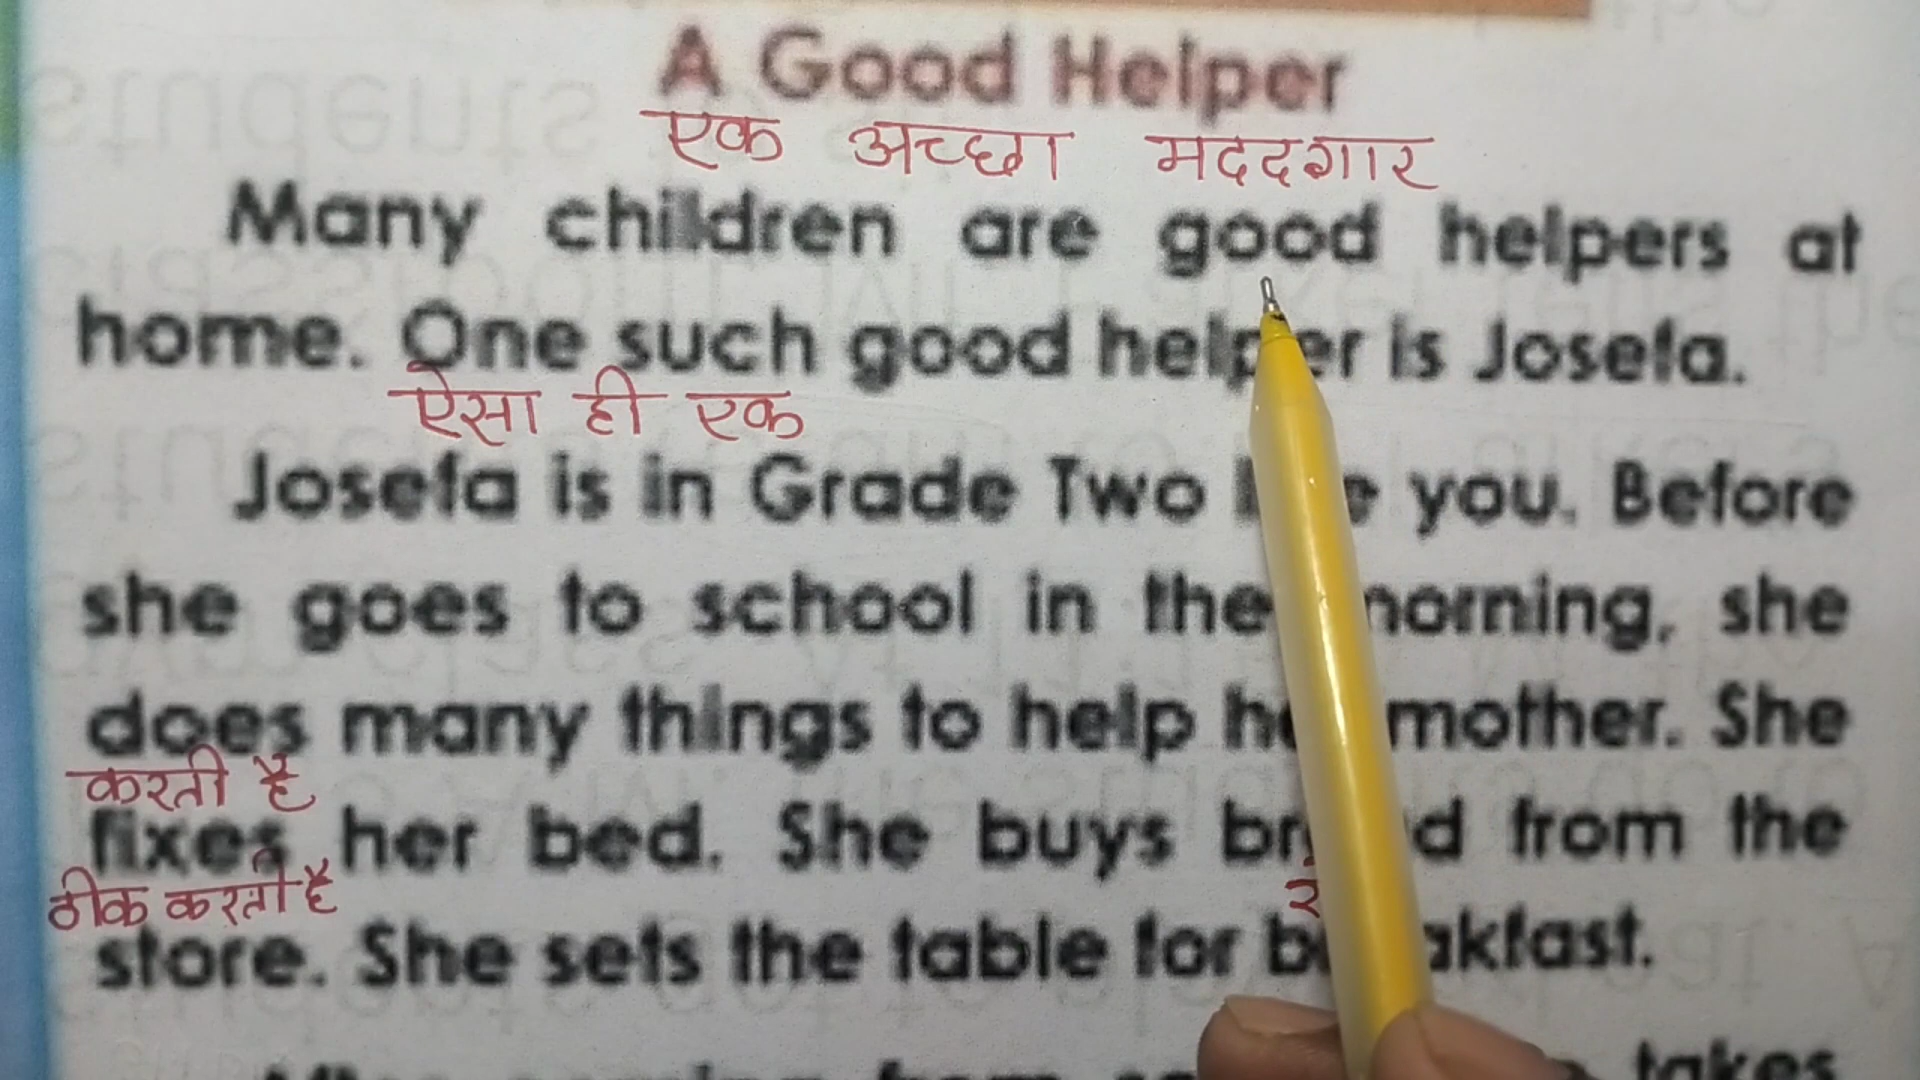 A Good Helper
एक अच्छा मददगार
Many children are good helpers at
home. One such good helper is Josefa.
ऐसा ही एक
Josefa is in Grade Two you. Before
she goes to school in the morning, she
does many things to help mother. She
करती है
fixes her bed. She buys from the
ठीक करती है
store. She sets the table for breakfast.
takes